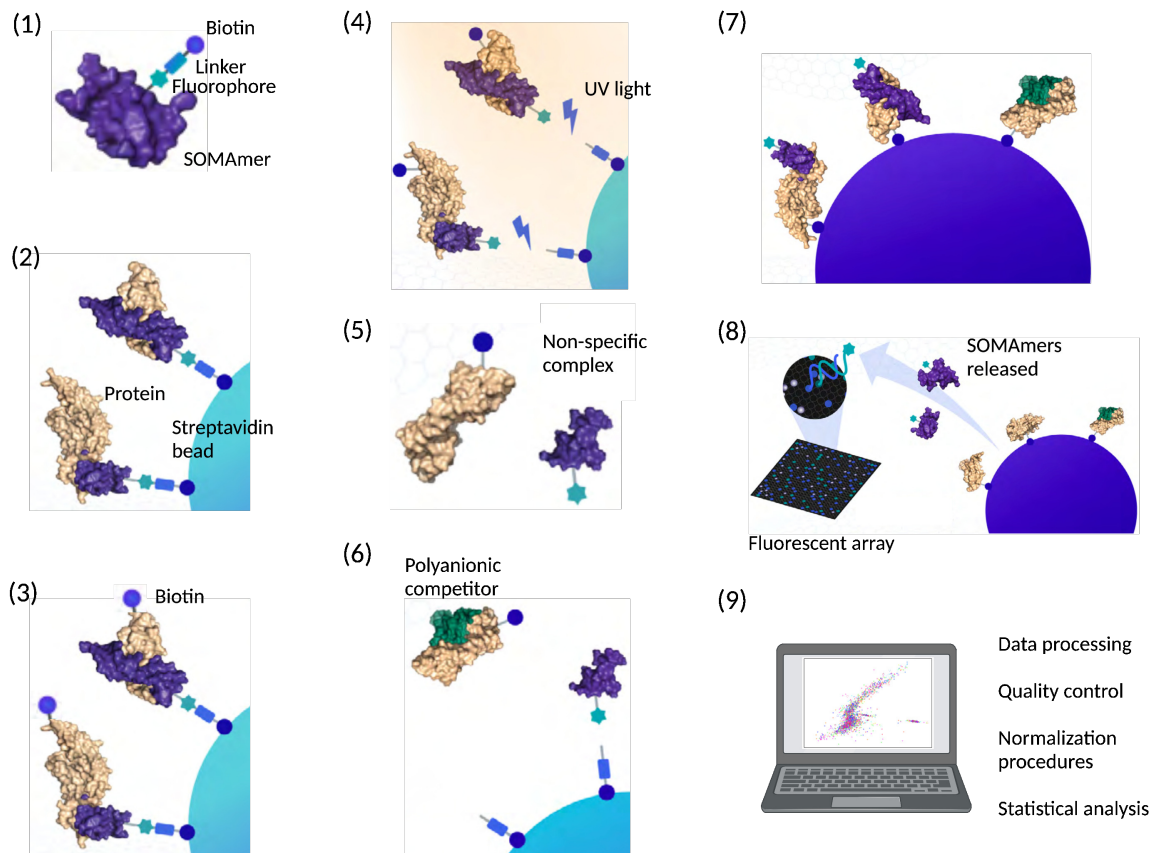 (1)
Biotin
Linker
Fluorophore
SOMAmer
(2)
Protein
Streptavidin
bead
(3)
Biotin
(4)
UV light
(5)
Non-specific
complex
(6)
Polyanionic
competitor
(7)
(8)
SOMAmers
released
Fluorescent array
(9)
Data processing
Quality control
Normalization
procedures
Statistical analysis